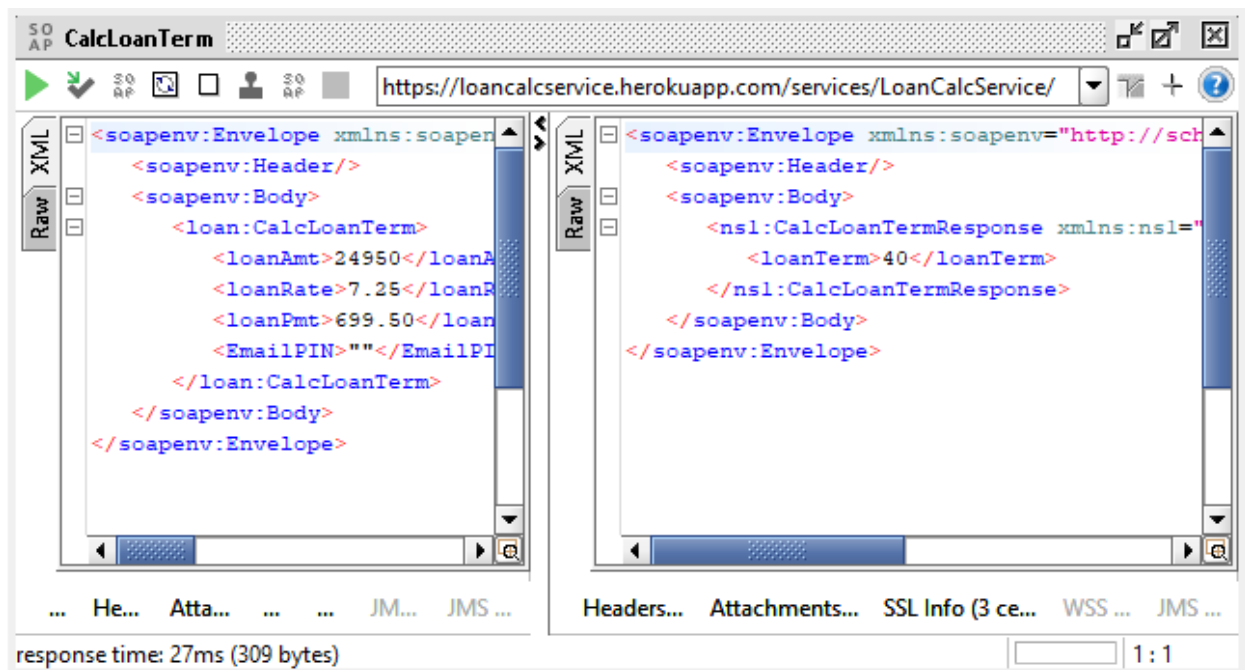 SOAP CalcLoanTerm
SOAP SOAP https://loancalcservice.herokuapp.com/services/LoanCalcService/
XML
Raw
<soapenv:Envelope xmlns:soapen
<soapenv:Header/>
<soapenv:Body>
<loan:CalcLoanTerm>
<loanAmt>24950</loanA
<loanRate>7.25</loanR
<loanPmt>699.50</loan
<EmailPIN>""</EmailPI
</loan:CalcLoanTerm>
</soapenv:Body>
</soapenv:Envelope>
... He... Atta... ... ... JM... JMS ...
XML
Raw
<soapenv:Envelope xmlns:soapenv="http://sch
<soapenv:Header/>
<soapenv:Body>
<ns1:CalcLoanTermResponse xmlns:ns1="
<loanTerm>40</loanTerm>
</ns1:CalcLoanTermResponse>
</soapenv:Body>
</soapenv:Envelope>
Headers... Attachments... SSL Info (3 ce... WSS ... JMS ...
response time: 27ms (309 bytes) 1 : 1